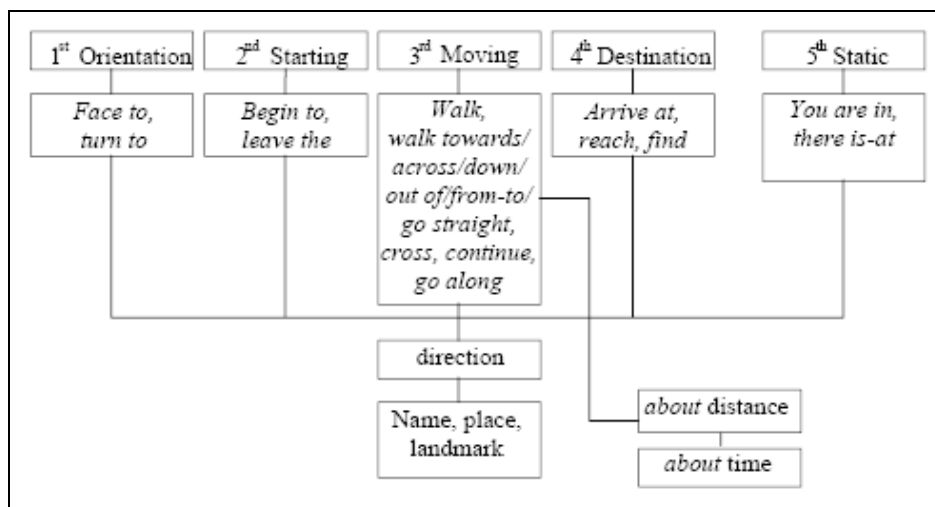 1st Orientation
2nd Starting
3rd Moving
4th Destination
5th Static
Face to,
turn to
Begin to,
leave the
Walk,
walk towards/
across/down/
out of/from-to/
go straight,
cross, continue,
go along
Arrive at,
reach, find
You are in,
there is-at
direction
Name, place,
landmark
about distance
about time